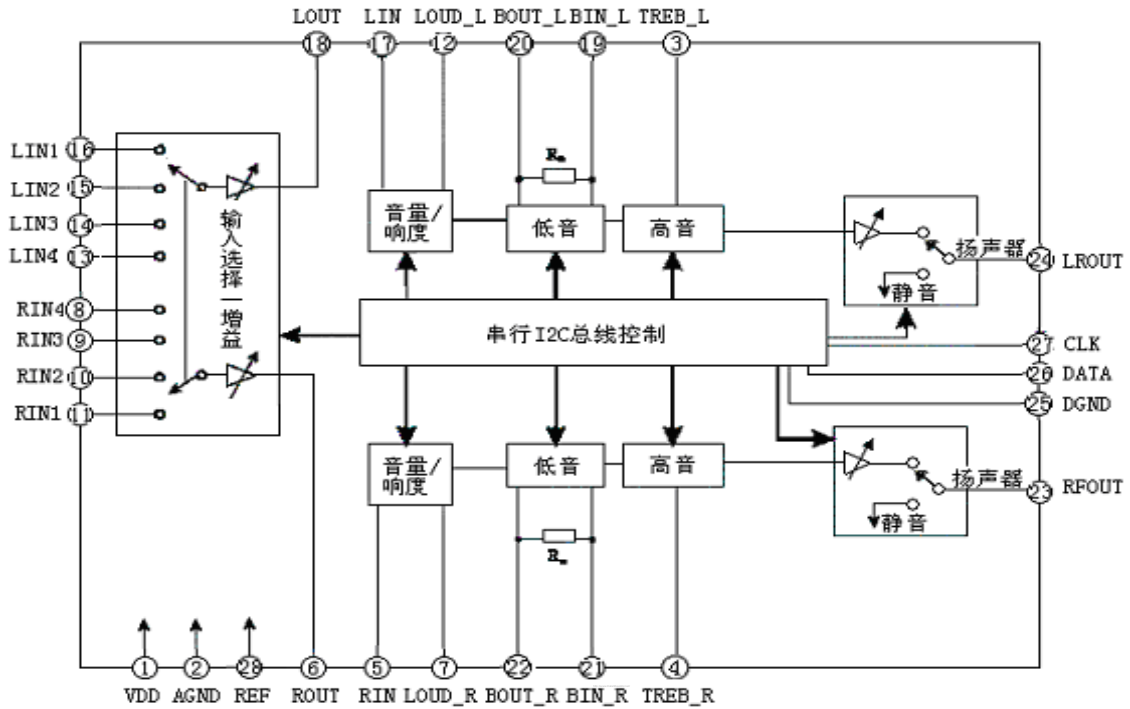 LOUT LIN LOUD_L BOUT_L BIN_L TREB_L
18 17 12 20 19 3
LIN1 16
LIN2 15
LIN3 14
LIN4 13
RIN4 8
RIN3 9
RIN2 10
RIN1 11
输入选择一增益
音量/
响度
低音
高音
扬声器
静音
24 LROUT
串行I2C总线控制
27 CLK
26 DATA
25 DGND
音量/
响度
低音
高音
扬声器
静音
23 RFOUT
1 2 28 6 5 7 22 21 4
VDD AGND REF ROUT RIN LOUD_R BOUT_R BIN_R TREB_R